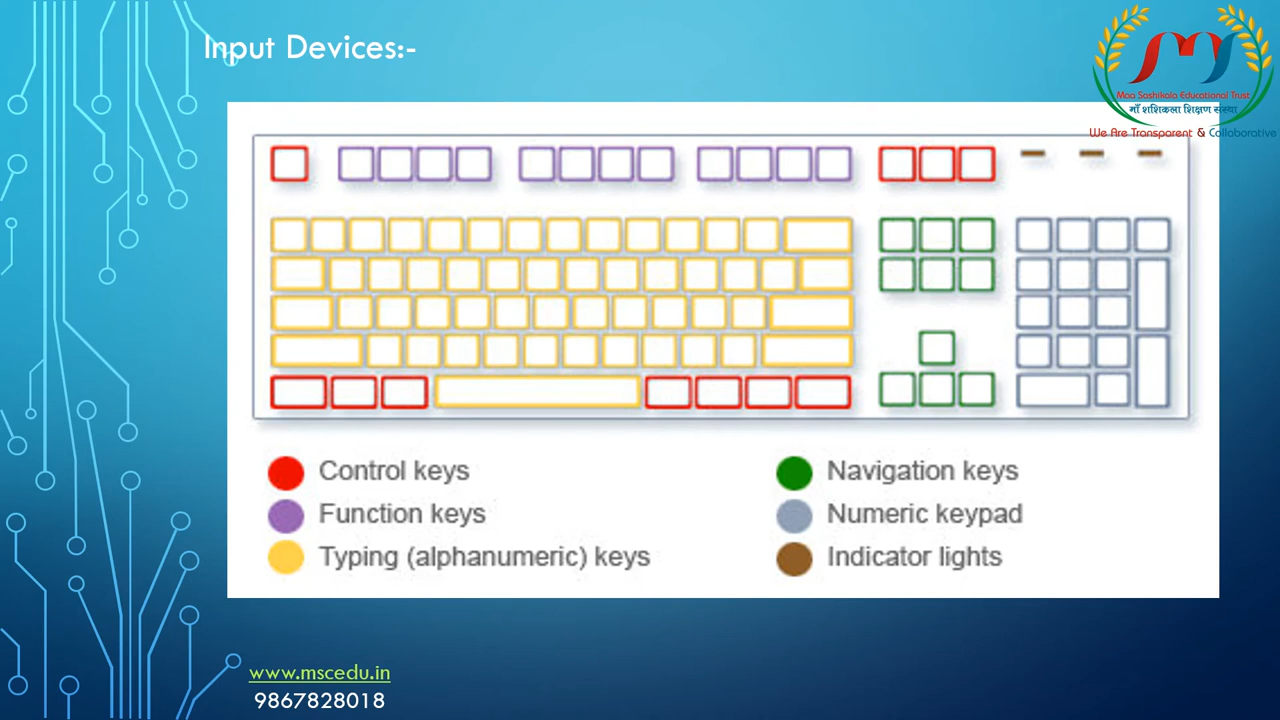 Input Devices:-
Maa Sashikala Educational Trust
माँ शशिकला शिक्षण संस्था
We Are Transparent & Collaborative
Control keys
Function keys
Typing (alphanumeric) keys
Navigation keys
Numeric keypad
Indicator lights
www.mscedu.in
9867828018